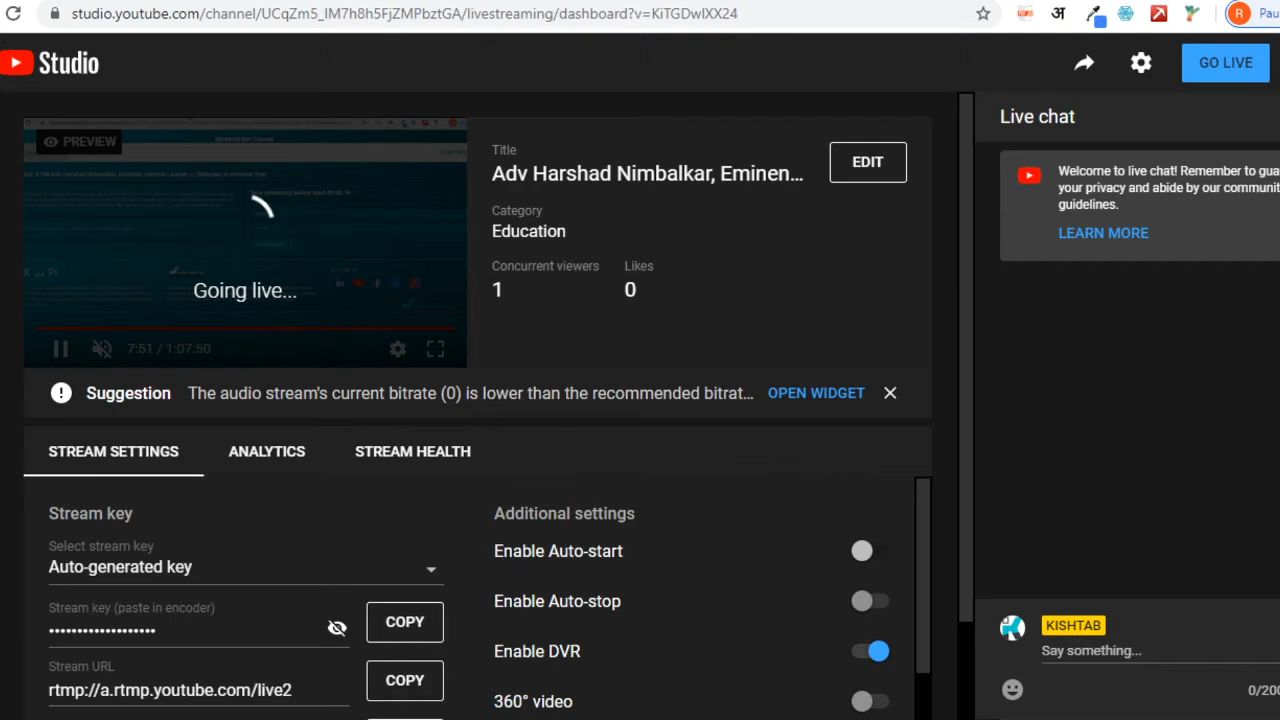 studio.youtube.com/channel/UCqZm5_IM7h8h5FjZMPbztGA/livestreaming/dashboard?v=KiTGDwIXX24
अ
R
Pau
Studio
GO LIVE
PREVIEW
Going live...
7:51 / 1:07:50
Title
Adv Harshad Nimbalkar, Eminen...
EDIT
Category
Education
Concurrent viewers
Likes
1
0
Suggestion The audio stream's current bitrate (0) is lower than the recommended bitrat... OPEN WIDGET
STREAM SETTINGS
ANALYTICS
STREAM HEALTH
Stream key
Select stream key
Auto-generated key
Stream key (paste in encoder)
COPY
Stream URL
rtmp://a.rtmp.youtube.com/live2
COPY
Additional settings
Enable Auto-start
Enable Auto-stop
Enable DVR
360° video
Live chat
Welcome to live chat! Remember to gua
your privacy and abide by our communi
guidelines.
LEARN MORE
KISHTAB
Say something...
0/200